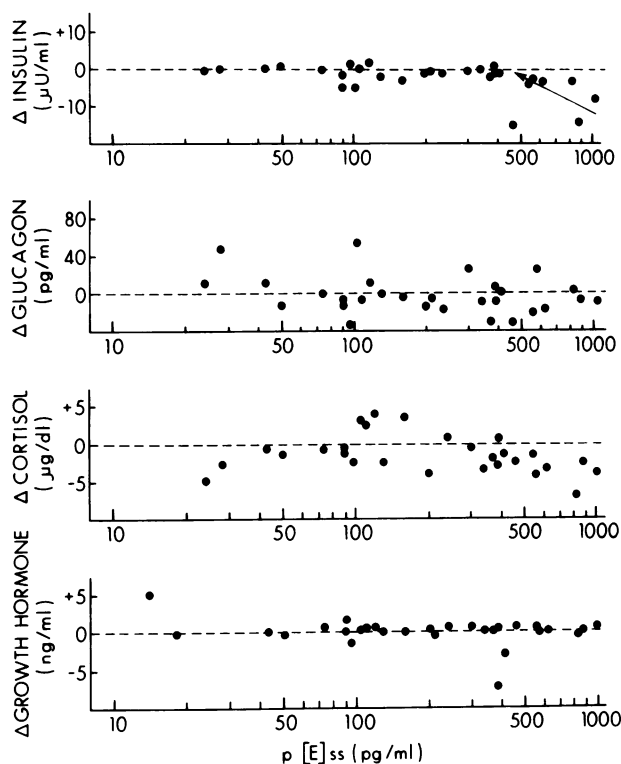 +10
0
-10
Δ INSULIN
(μU/ml)
10 50 100 500 1000
80
40
0
Δ GLUCAGON
(pg/ml)
10 50 100 500 1000
+5
0
-5
Δ CORTISOL
(μg/dl)
10 50 100 500 1000
+5
0
-5
Δ GROWTH HORMONE
(ng/ml)
10 50 100 500 1000
p [E] ss (pg/ml)